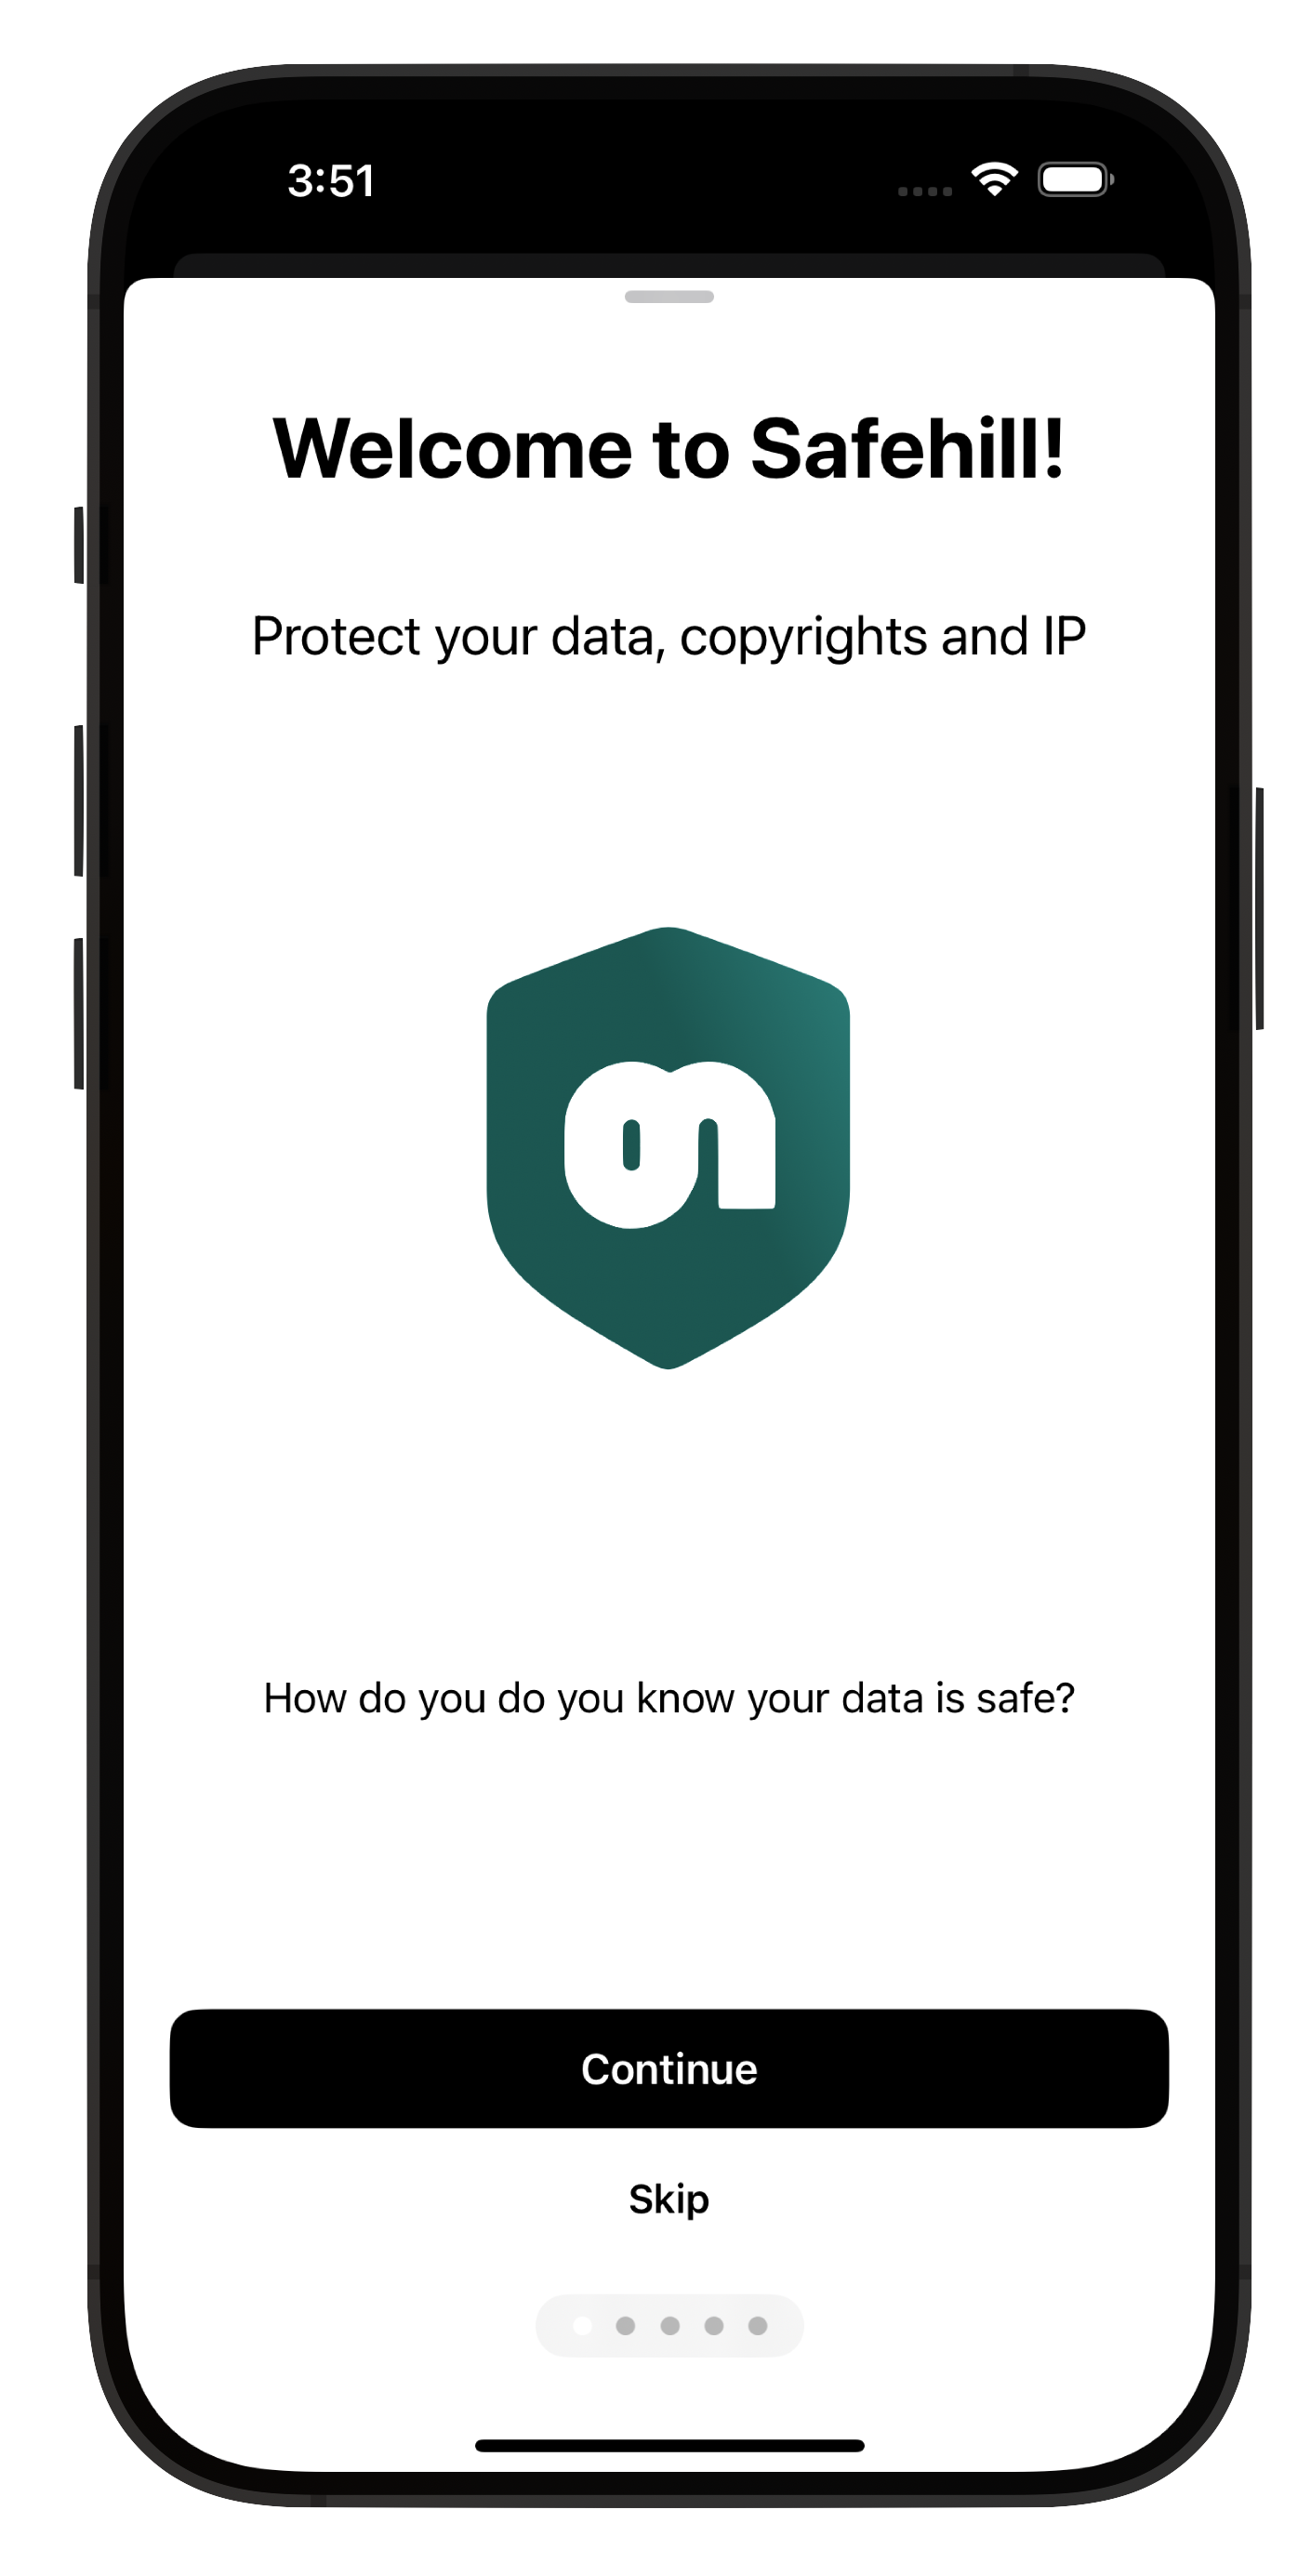 3:51
Welcome to Safehill!
Protect your data, copyrights and IP
How do you do you know your data is safe?
Continue
Skip